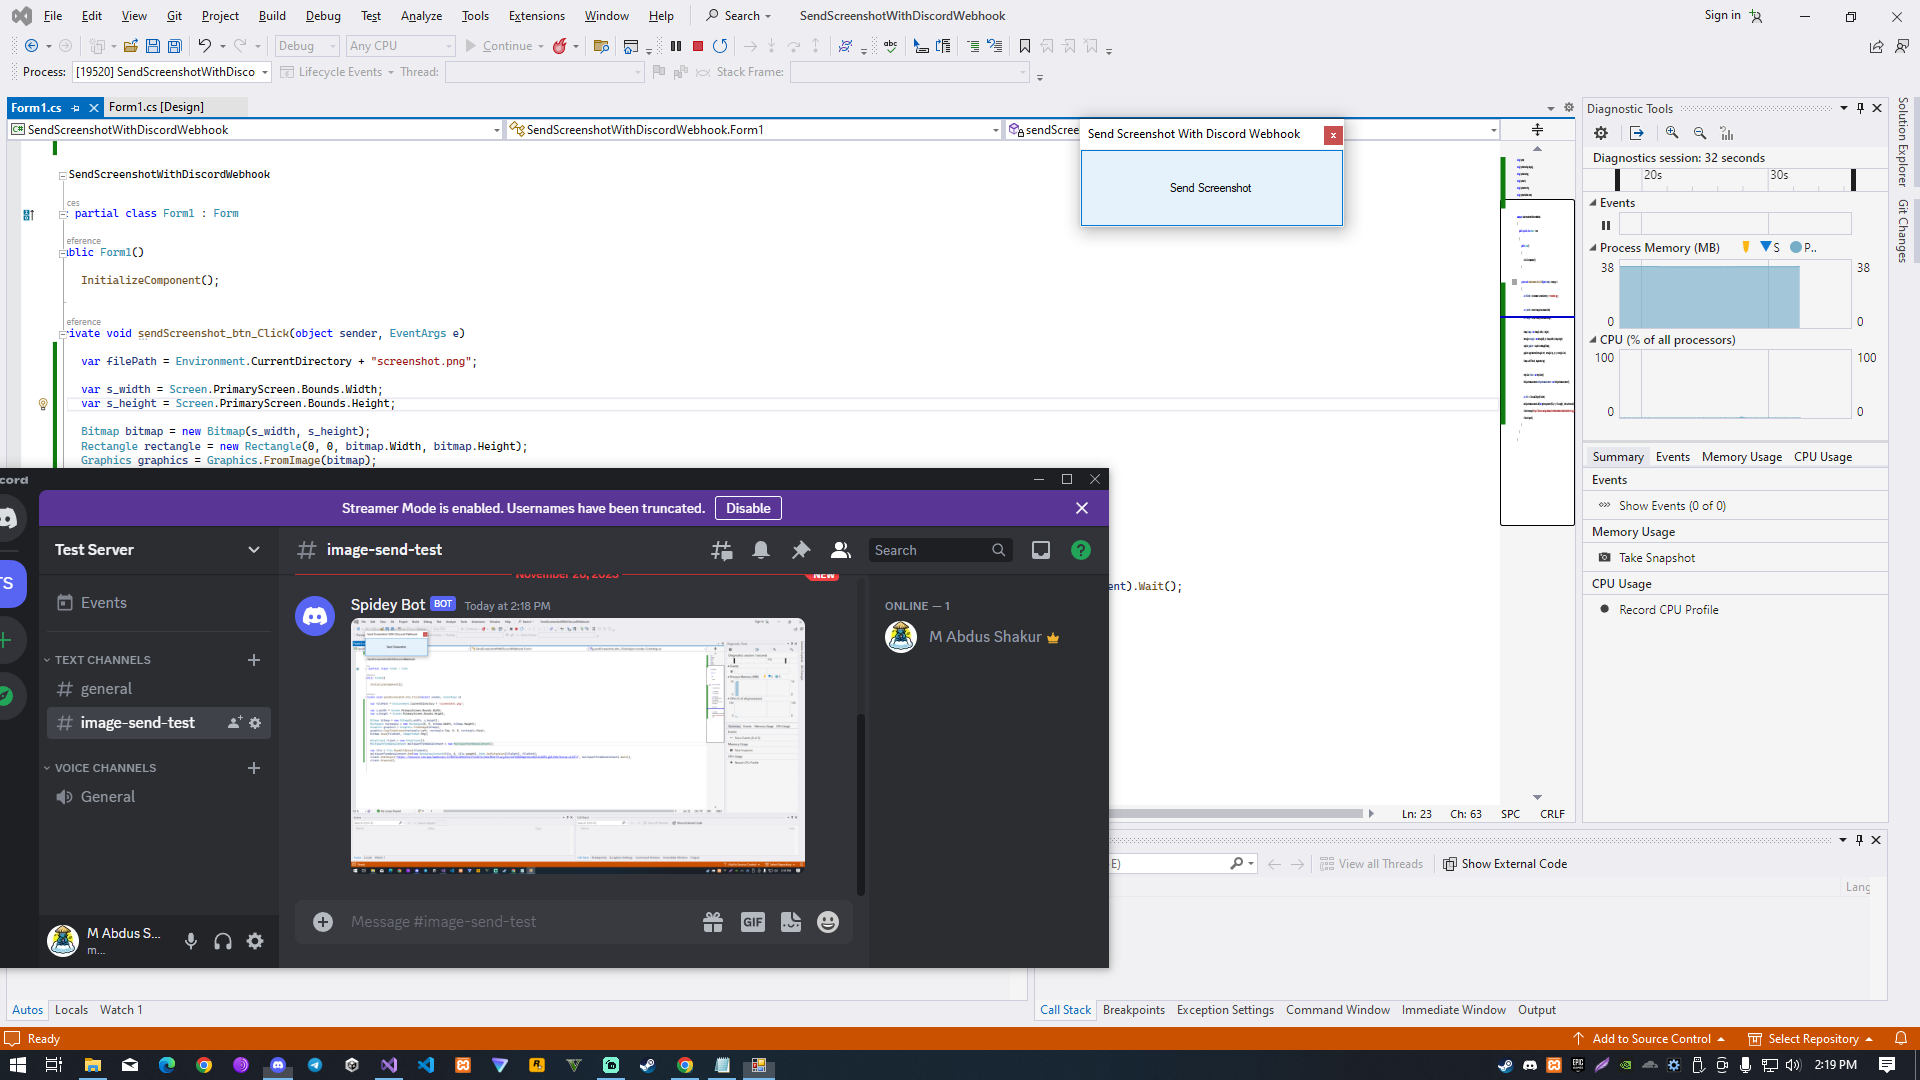 File Edit View Git Project Build Debug Test Analyze Tools Extensions Window Help Search SendScreenshotWithDiscordWebhook Sign in
Debug Any CPU Continue
Process: [19520] SendScreenshotWithDisco Lifecycle Events Thread: Stack Frame:
Form1.cs Form1.cs [Design]
SendScreenshotWithDiscordWebhook SendScreenshotWithDiscordWebhook.Form1 sendScree
Send Screenshot With Discord Webhook
Send Screenshot
SendScreenshotWithDiscordWebhook
ces
: partial class Form1 : Form
eference
blic Form1()
InitializeComponent();
eference
rivate void sendScreenshot_btn_Click(object sender, EventArgs e)
var filePath = Environment.CurrentDirectory + "screenshot.png";
var s_width = Screen.PrimaryScreen.Bounds.Width;
var s_height = Screen.PrimaryScreen.Bounds.Height;
Bitmap bitmap = new Bitmap(s_width, s_height);
Rectangle rectangle = new Rectangle(0, 0, bitmap.Width, bitmap.Height);
Graphics graphics = Graphics.FromImage(bitmap);
ent).Wait();
Ln: 23 Ch: 63 SPC CRLF
Diagnostic Tools
Diagnostics session: 32 seconds
20s 30s
Events
Process Memory (MB) S P..
38 38
0 0
CPU (% of all processors)
100 100
0 0
Summary Events Memory Usage CPU Usage
Events
Show Events (0 of 0)
Memory Usage
Take Snapshot
CPU Usage
Record CPU Profile
Solution Explorer
Git Changes
cord
Streamer Mode is enabled. Usernames have been truncated. Disable
TS
Test Server
Events
TEXT CHANNELS
general
image-send-test
VOICE CHANNELS
General
M Abdus S...
m...
image-send-test
Search
November 26, 2023 NEW
Spidey Bot BOT Today at 2:18 PM
Message #image-send-test
GIF
ONLINE — 1
M Abdus Shakur
E) View all Threads Show External Code
Lang
Autos Locals Watch 1
Call Stack Breakpoints Exception Settings Command Window Immediate Window Output
Ready Add to Source Control Select Repository
2:19 PM